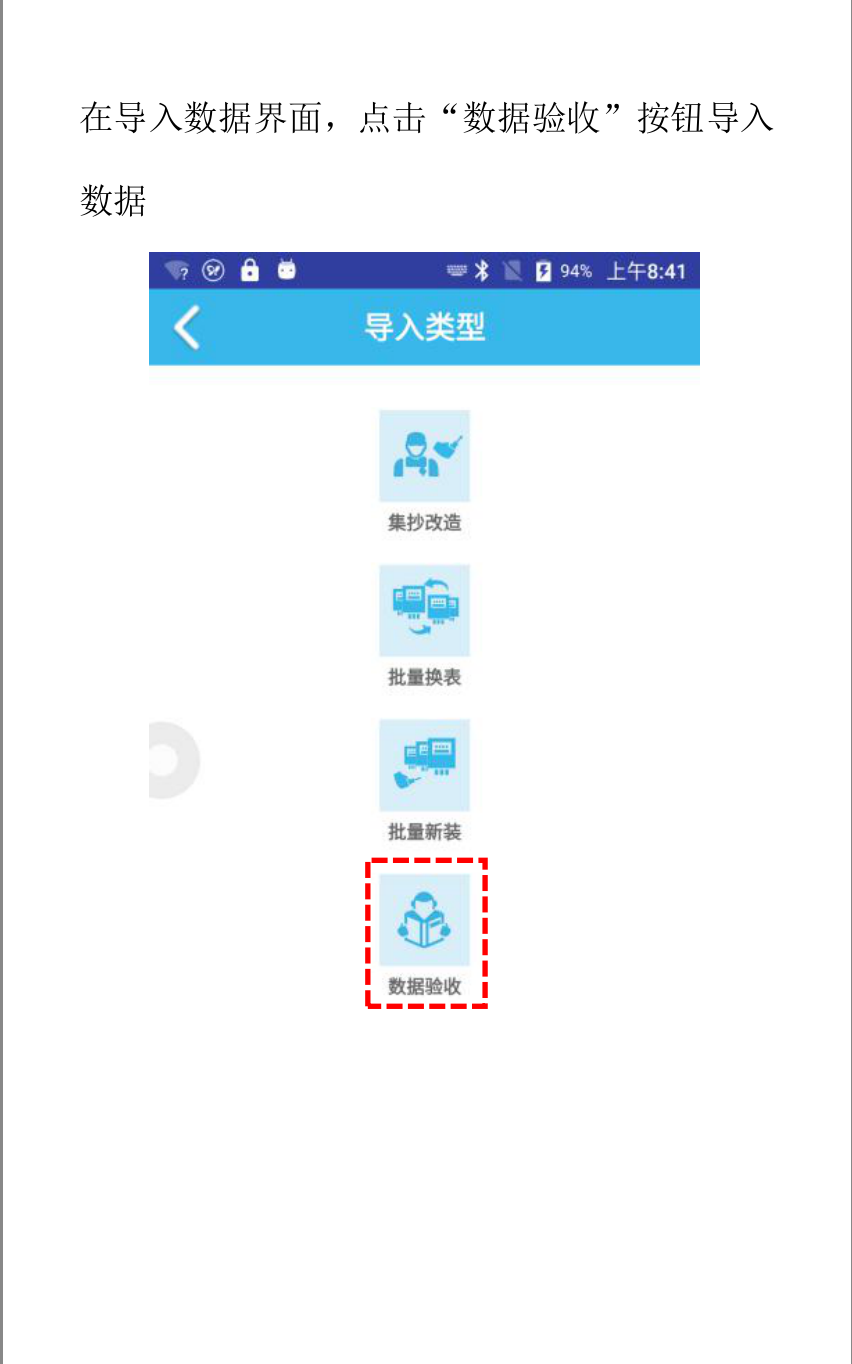 在导入数据界面，点击“数据验收”按钮导入
数据
94% 上午8:41
导入类型
集抄改造
批量换表
批量新装
数据验收